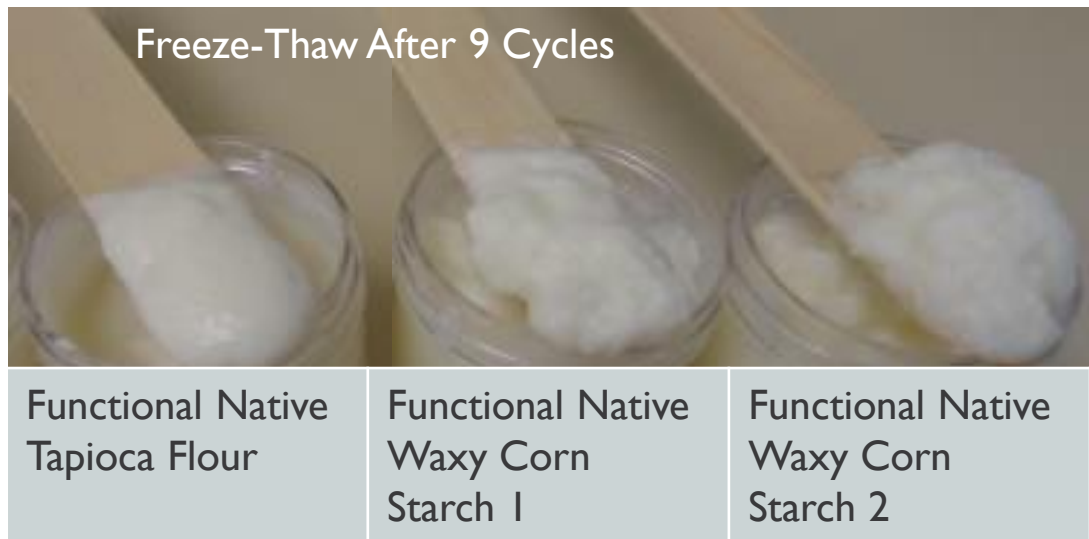 Freeze-Thaw After 9 Cycles
Functional Native
Tapioca Flour
Functional Native
Waxy Corn
Starch 1
Functional Native
Waxy Corn
Starch 2